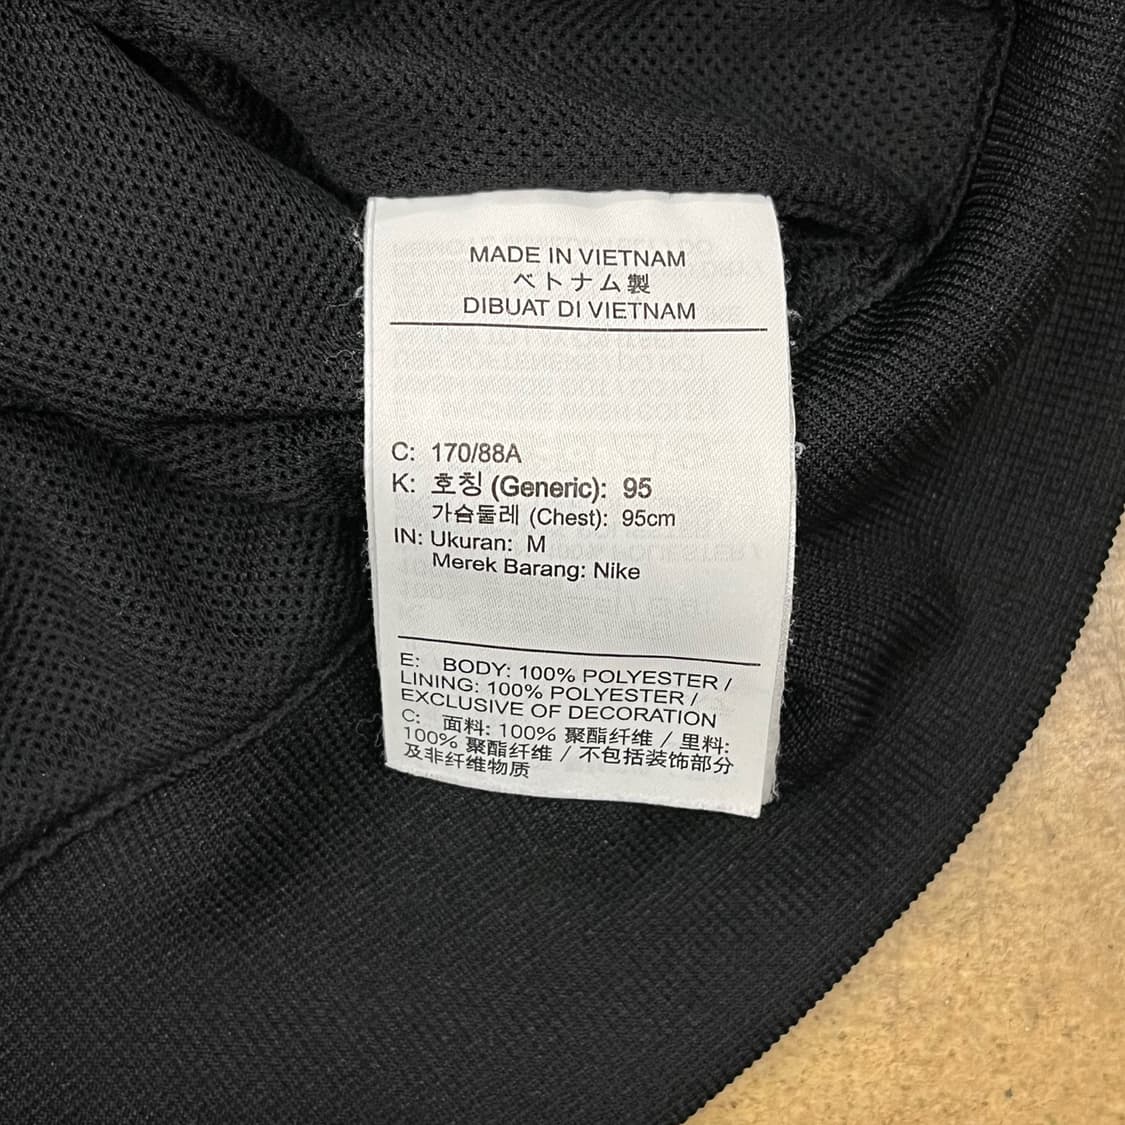 MADE IN VIETNAM
ベトナム製
DIBUAT DI VIETNAM
C: 170/88A
K: 호칭 (Generic): 95
가슴둘레 (Chest): 95cm
IN: Ukuran: M
Merek Barang: Nike
E: BODY: 100% POLYESTER /
LINING: 100% POLYESTER /
EXCLUSIVE OF DECORATION
C: 面料: 100% 聚酯纤维 / 里料:
100% 聚酯纤维 / 不包括装饰部分
及非纤维物质